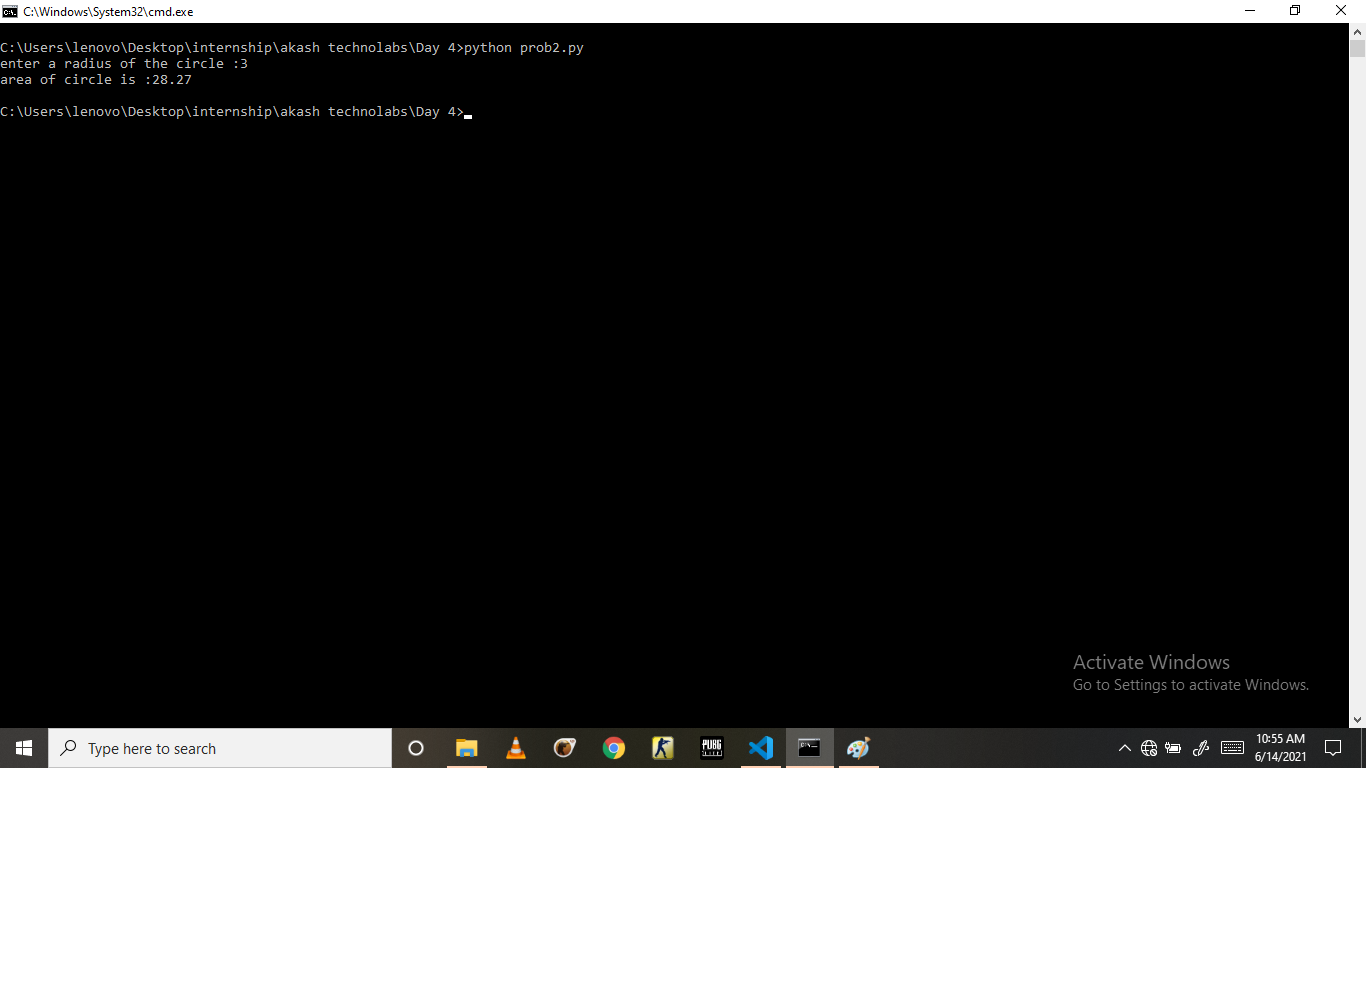 C:\Windows\System32\cmd.exe
C:\Users\lenovo\Desktop\internship\akash technolabs\Day 4>python prob2.py
enter a radius of the circle :3
area of circle is :28.27
C:\Users\lenovo\Desktop\internship\akash technolabs\Day 4>
Activate Windows
Go to Settings to activate Windows.
Type here to search
PUBG
10:55 AM
6/14/2021